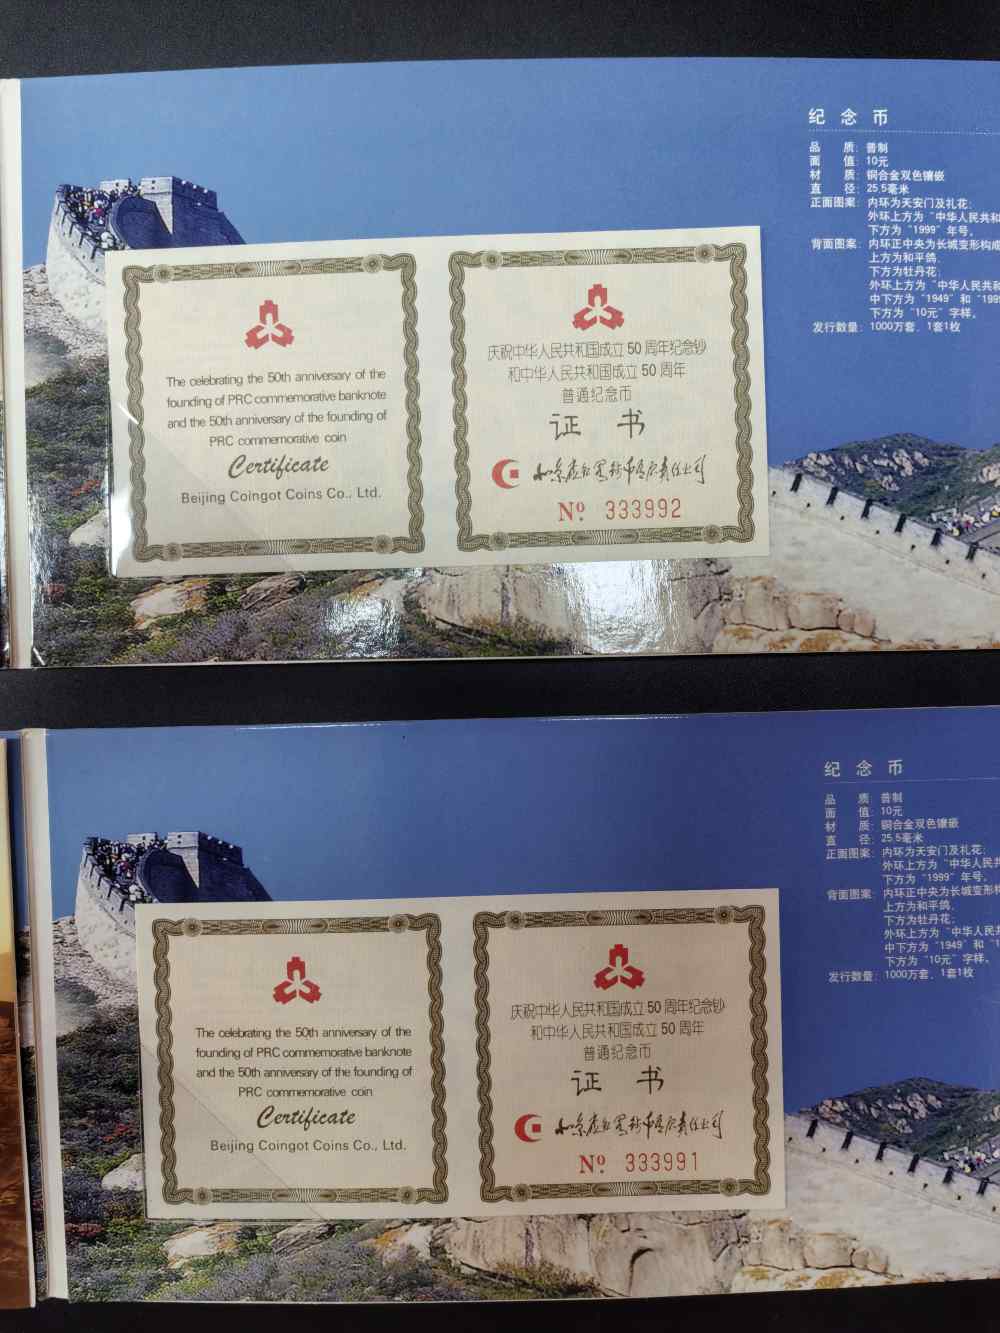 纪 念 币
品 质: 普制
面 值: 10元
材 质: 铜合金双色镶嵌
直 径: 25.5毫米
正面图案: 内环为天安门及礼花;
外环上方为“中华人民共和
下方为“1999”年号。
背面图案: 内环正中央为长城变形构成
上方为和平鸽,
下方为牡丹花;
外环上方为“中华人民共和
中下方为“1949”和“199
下方为“10元”字样。
发行数量: 1000万套、1套1枚
The celebrating the 50th anniversary of the
founding of PRC commemorative banknote
and the 50th anniversary of the founding of
PRC commemorative coin
Certificate
Beijing Coingot Coins Co., Ltd.
庆祝中华人民共和国成立50周年纪念钞
和中华人民共和国成立50周年
普通纪念币
证 书
No. 333992
纪 念 币
品 质: 普制
面 值: 10元
材 质: 铜合金双色镶嵌
直 径: 25.5毫米
正面图案: 内环为天安门及礼花;
外环上方为“中华人民共
下方为“1999”年号。
背面图案: 内环正中央为长城变形构
上方为和平鸽,
下方为牡丹花;
外环上方为“中华人民共
中下方为“1949”和“1
下方为“10元”字样。
发行数量: 1000万套、1套1枚
The celebrating the 50th anniversary of the
founding of PRC commemorative banknote
and the 50th anniversary of the founding of
PRC commemorative coin
Certificate
Beijing Coingot Coins Co., Ltd.
庆祝中华人民共和国成立50周年纪念钞
和中华人民共和国成立50周年
普通纪念币
证 书
No. 333991